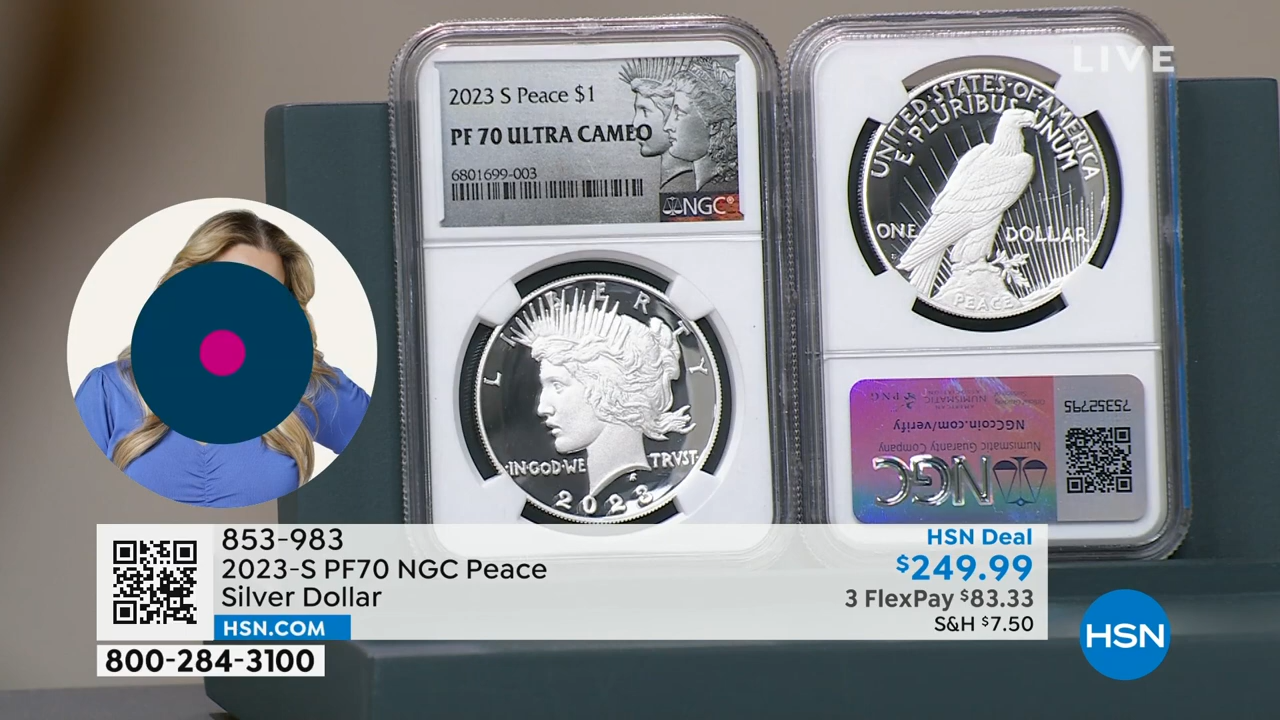 LIVE
2023 S Peace $1
PF 70 ULTRA CAMEO
6801699-003
NGC®
LIBERTY
IN·GOD·WE TRVST
2023
UNITED·STATES·OF·AMERICA
E·PLURIBUS·UNUM
ONE DOLLAR
PEACE
75352795
NGCcoin.com/verify
Numismatic Guaranty Company
NGC
853-983
2023-S PF70 NGC Peace
Silver Dollar
HSN.COM
800-284-3100
HSN Deal
$249.99
3 FlexPay $83.33
S&H $7.50
HSN